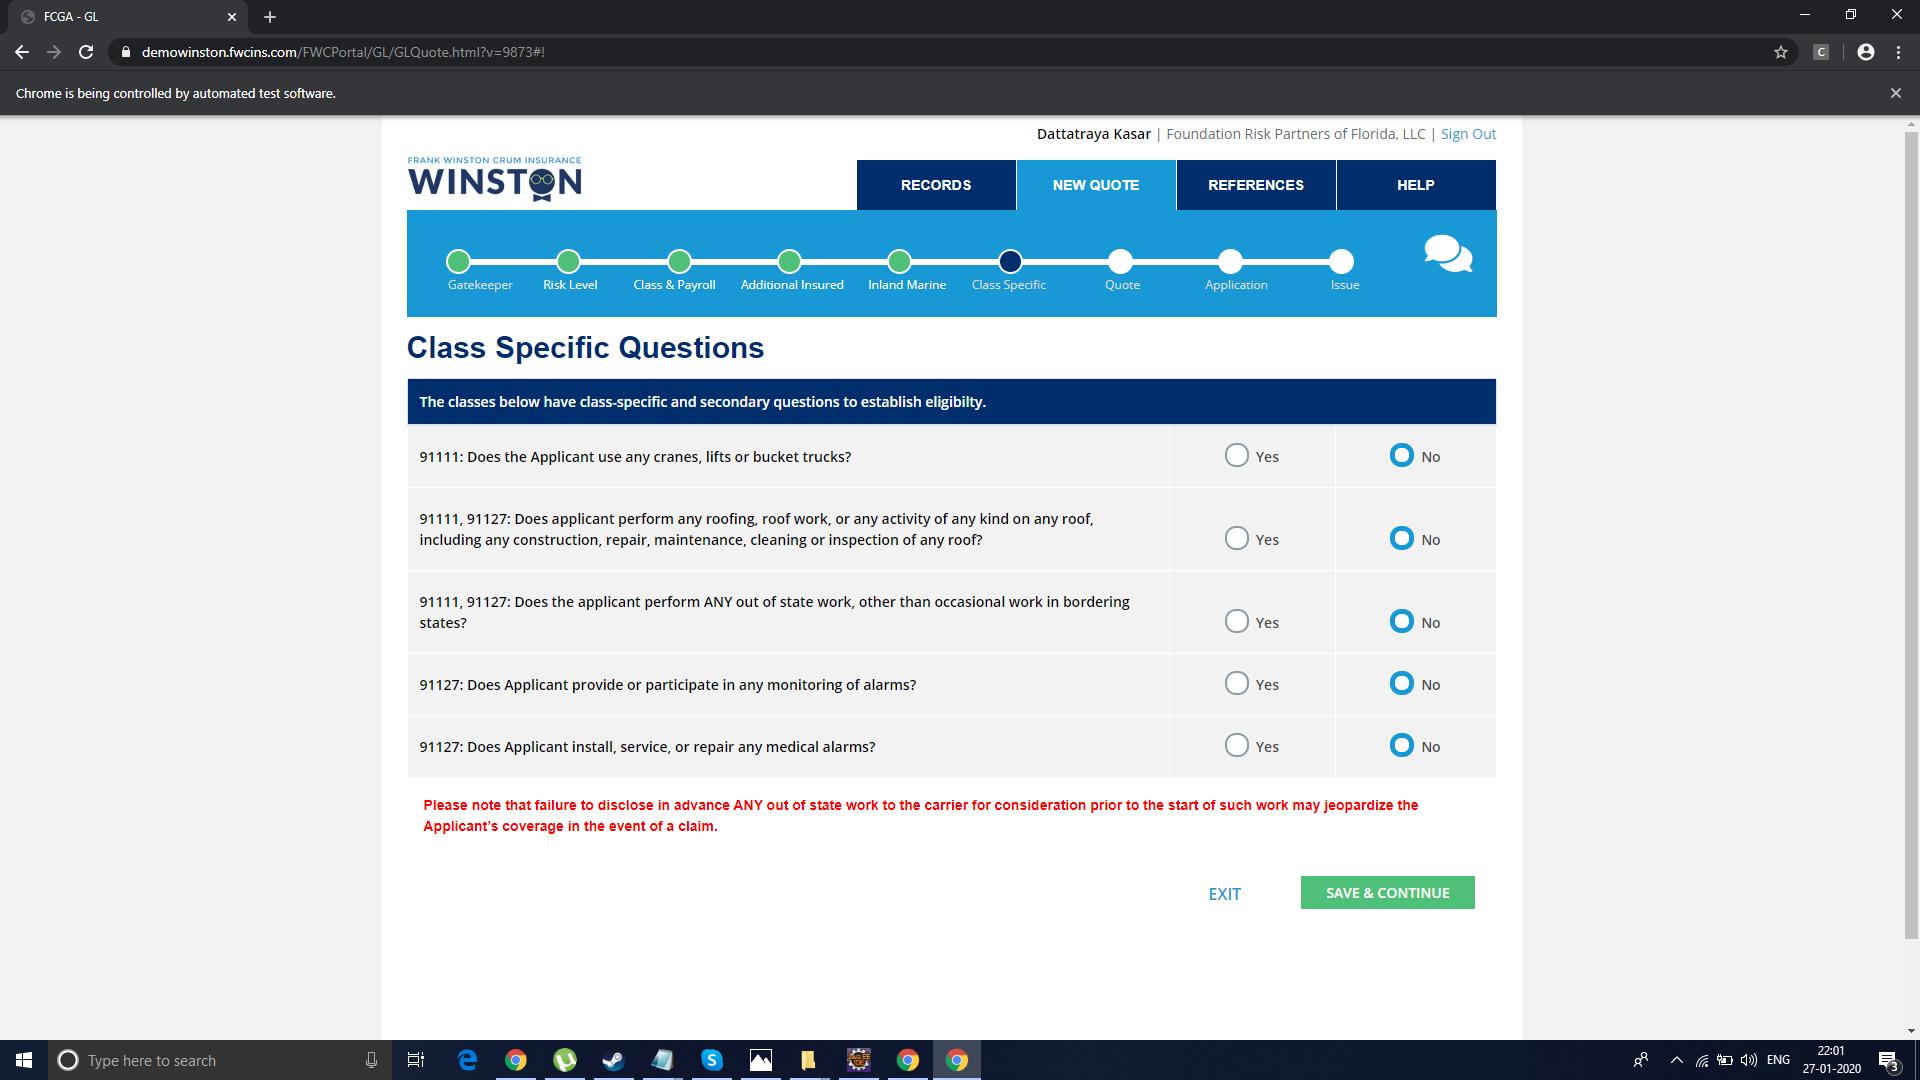 FCGA - GL
demowinston.fwcins.com/FWCPortal/GL/GLQuote.html?v=9873#!
C
Chrome is being controlled by automated test software.
Dattatraya Kasar | Foundation Risk Partners of Florida, LLC | Sign Out
FRANK WINSTON CRUM INSURANCE
WINSTON
RECORDS
NEW QUOTE
REFERENCES
HELP
Gatekeeper
Risk Level
Class & Payroll
Additional Insured
Inland Marine
Class Specific
Quote
Application
Issue
Class Specific Questions
The classes below have class-specific and secondary questions to establish eligibilty.
91111: Does the Applicant use any cranes, lifts or bucket trucks?
Yes
No
91111, 91127: Does applicant perform any roofing, roof work, or any activity of any kind on any roof,
including any construction, repair, maintenance, cleaning or inspection of any roof?
Yes
No
91111, 91127: Does the applicant perform ANY out of state work, other than occasional work in bordering
states?
Yes
No
91127: Does Applicant provide or participate in any monitoring of alarms?
Yes
No
91127: Does Applicant install, service, or repair any medical alarms?
Yes
No
Please note that failure to disclose in advance ANY out of state work to the carrier for consideration prior to the start of such work may jeopardize the
Applicant's coverage in the event of a claim.
EXIT
SAVE & CONTINUE
Type here to search
ENG
22:01
27-01-2020
3